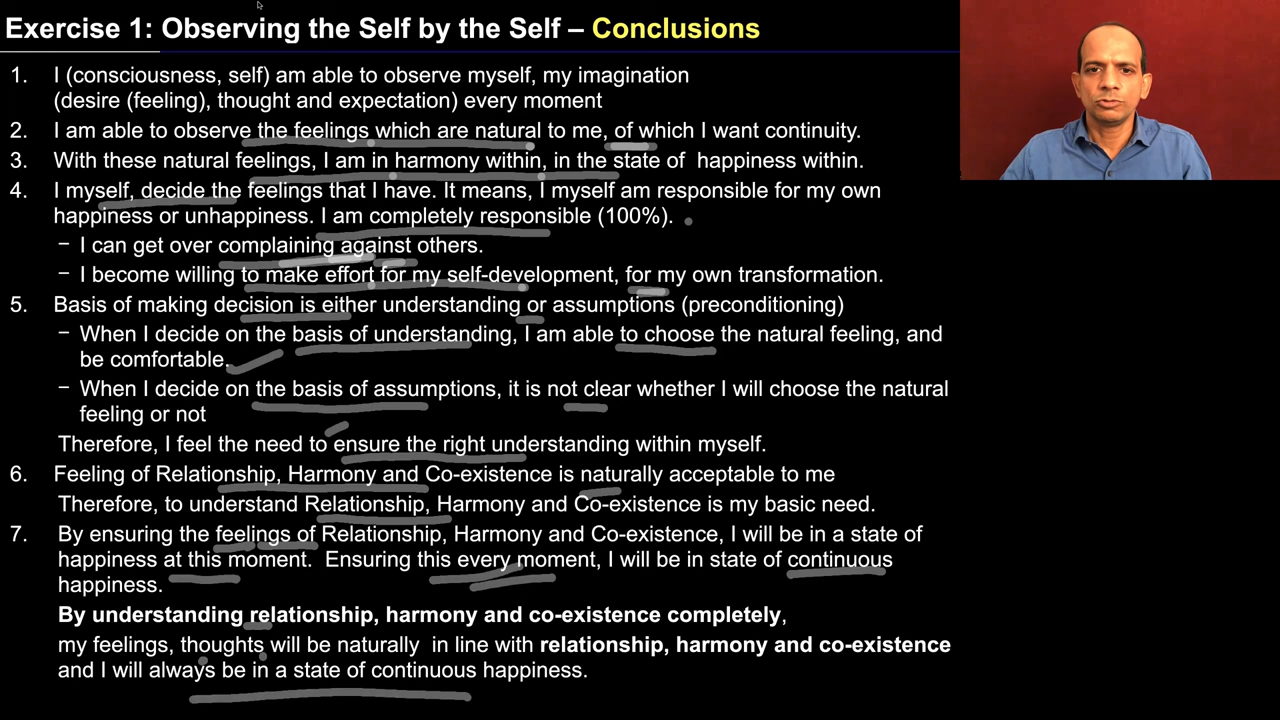 Exercise 1: Observing the Self by the Self – Conclusions
1. I (consciousness, self) am able to observe myself, my imagination
(desire (feeling), thought and expectation) every moment
2. I am able to observe the feelings which are natural to me, of which I want continuity.
3. With these natural feelings, I am in harmony within, in the state of happiness within.
4. I myself, decide the feelings that I have. It means, I myself am responsible for my own
happiness or unhappiness. I am completely responsible (100%).
− I can get over complaining against others.
− I become willing to make effort for my self-development, for my own transformation.
5. Basis of making decision is either understanding or assumptions (preconditioning)
− When I decide on the basis of understanding, I am able to choose the natural feeling, and
be comfortable.
− When I decide on the basis of assumptions, it is not clear whether I will choose the natural
feeling or not
Therefore, I feel the need to ensure the right understanding within myself.
6. Feeling of Relationship, Harmony and Co-existence is naturally acceptable to me
Therefore, to understand Relationship, Harmony and Co-existence is my basic need.
7. By ensuring the feelings of Relationship, Harmony and Co-existence, I will be in a state of
happiness at this moment. Ensuring this every moment, I will be in state of continuous
happiness.
By understanding relationship, harmony and co-existence completely,
my feelings, thoughts will be naturally in line with relationship, harmony and co-existence
and I will always be in a state of continuous happiness.